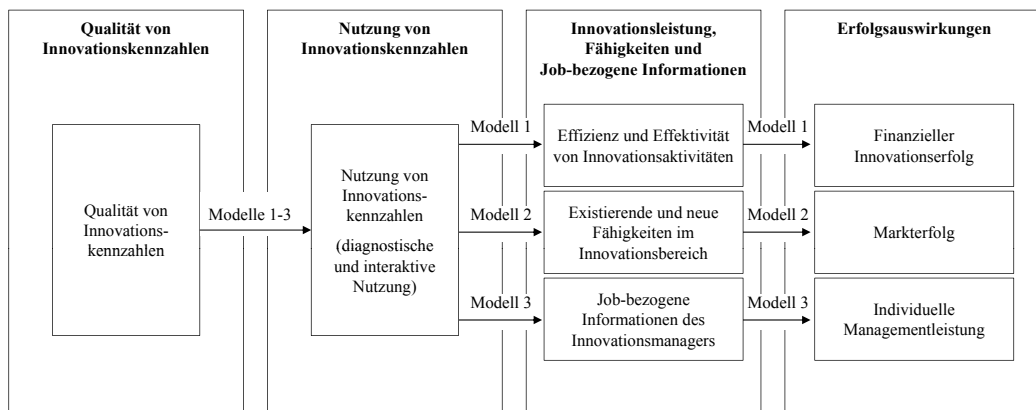 Qualität von
Innovationskennzahlen
Nutzung von
Innovationskennzahlen
Innovationsleistung,
Fähigkeiten und
Job-bezogene Informationen
Erfolgsauswirkungen
Qualität von
Innovations-
kennzahlen
Modelle 1-3
Nutzung von
Innovations-
kennzahlen
(diagnostische
und interaktive
Nutzung)
Modell 1
Effizienz und Effektivität
von Innovationsaktivitäten
Modell 1
Finanzieller
Innovationserfolg
Modell 2
Existierende und neue
Fähigkeiten im
Innovationsbereich
Modell 2
Markterfolg
Modell 3
Job-bezogene
Informationen des
Innovationsmanagers
Modell 3
Individuelle
Managementleistung